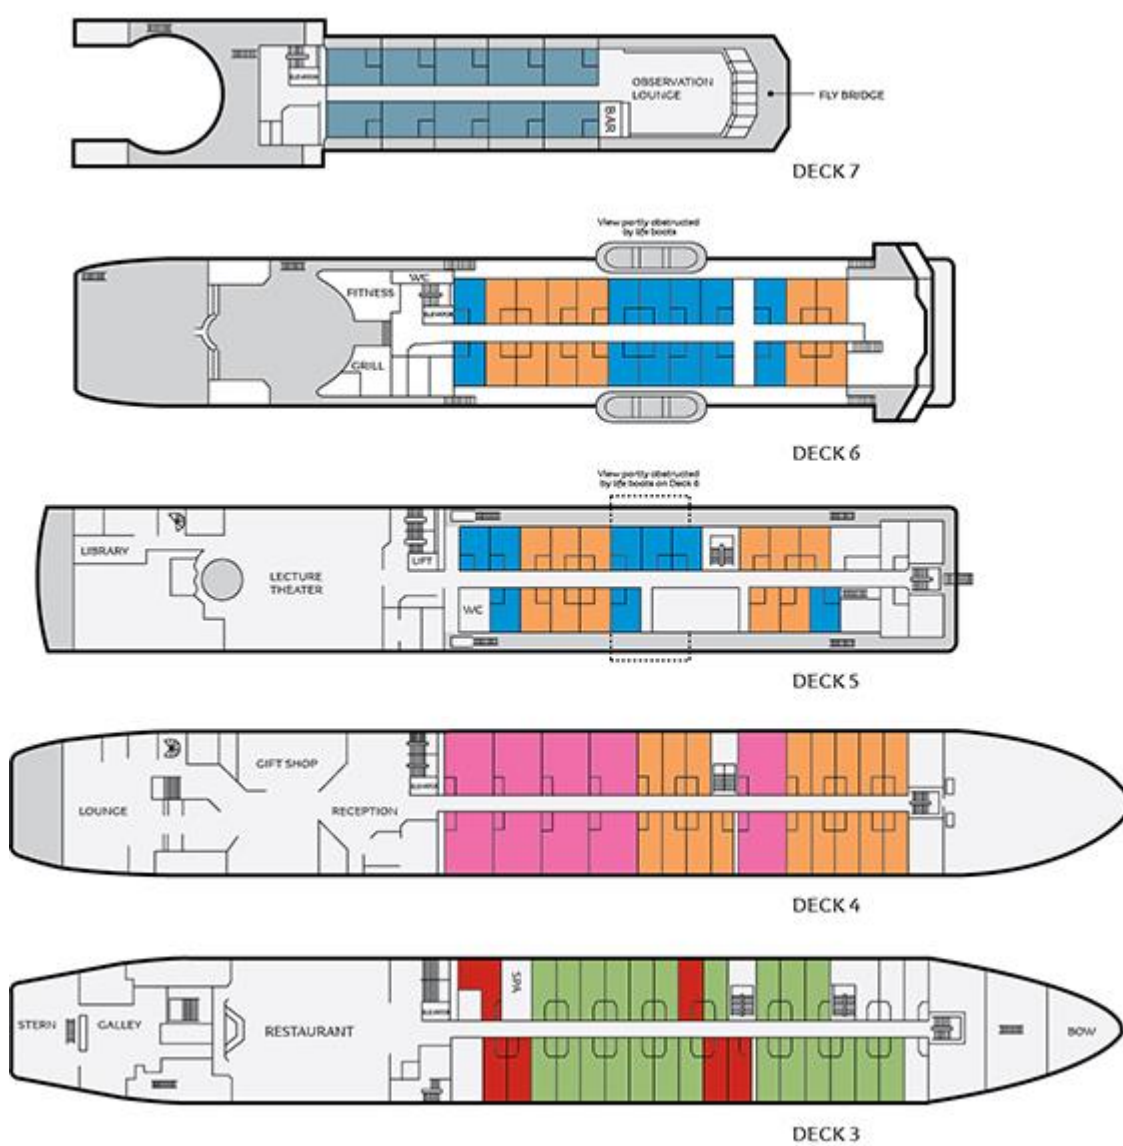 ELEVATOR
OBSERVATION
LOUNGE
BAR
FLY BRIDGE
DECK 7
View partly obstructed
by life boats
WC
FITNESS
ELEVATOR
GRILL
DECK 6
View partly obstructed
by life boats on Deck 6
LIBRARY
LIFT
LECTURE
THEATER
WC
DECK 5
GIFT SHOP
ELEVATOR
LOUNGE
RECEPTION
DECK 4
SPA
ELEVATOR
STERN
GALLEY
RESTAURANT
BOW
DECK 3